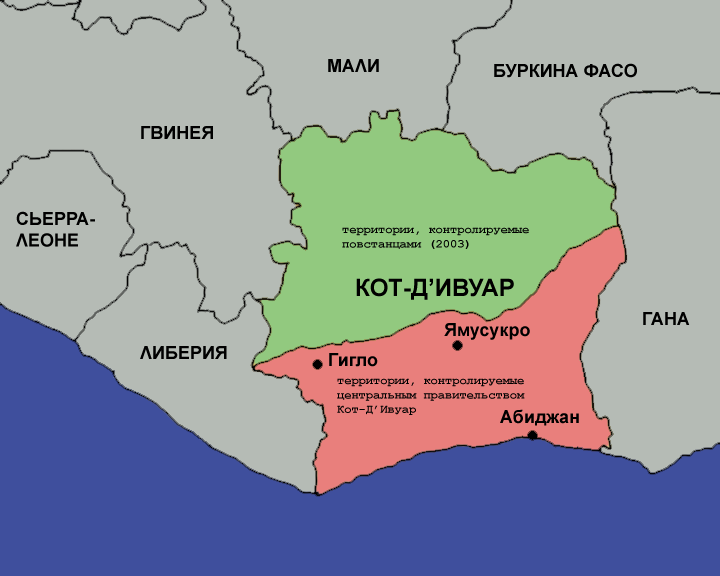 МАЛИ
БУРКИНА ФАСО
ГВИНЕЯ
СЬЕРРА-
ЛЕОНЕ
территории, контролируемые
повстанцами (2003)
КОТ-Д’ИВУАР
ГАНА
Ямусукро
ЛИБЕРИЯ
Гигло
территории, контролируемые
центральным правительством
Кот-Д’Ивуар
Абиджан